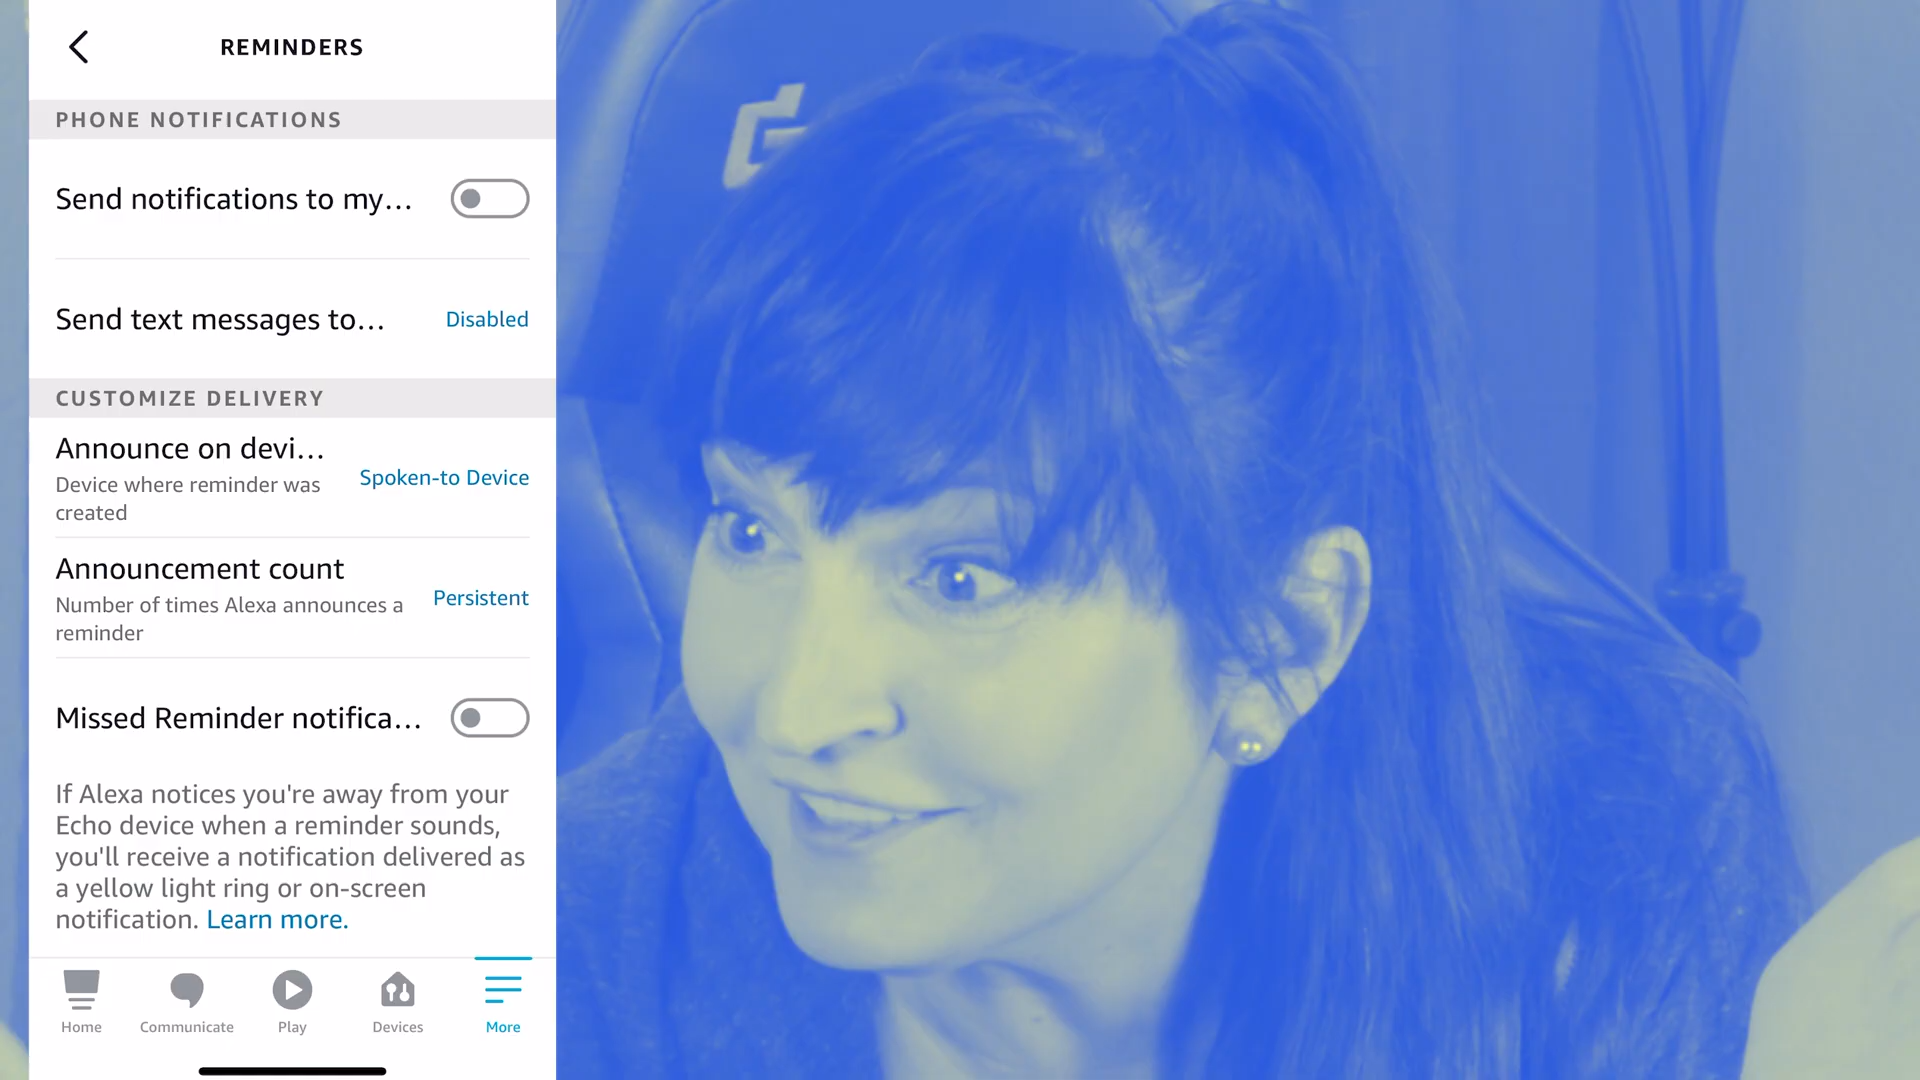 REMINDERS
PHONE NOTIFICATIONS
Send notifications to my...
Send text messages to...
Disabled
CUSTOMIZE DELIVERY
Announce on devi...
Device where reminder was
created
Spoken-to Device
Announcement count
Number of times Alexa announces a
reminder
Persistent
Missed Reminder notifica...
If Alexa notices you're away from your
Echo device when a reminder sounds,
you'll receive a notification delivered as
a yellow light ring or on-screen
notification. Learn more.
Home
Communicate
Play
Devices
More